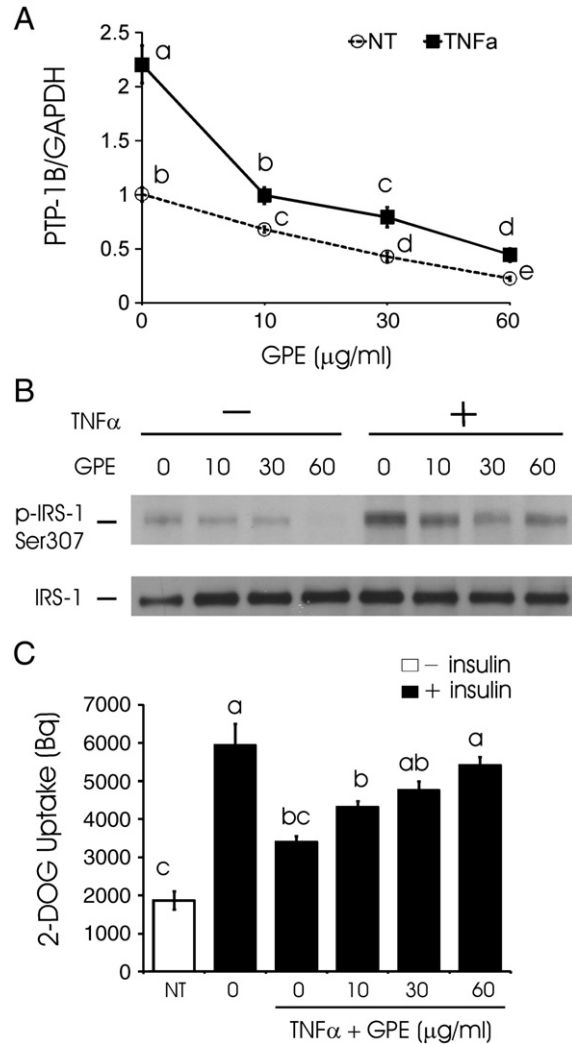 A
NT TNFa
2.5
2
1.5
1
0.5
0
PTP-1B/GAPDH
a
b
b
c
c
d
d
e
0 10 30 60
GPE (μg/ml)
B
TNFα − +
GPE 0 10 30 60 0 10 30 60
p-IRS-1
Ser307
IRS-1
C
− insulin
+ insulin
7000
6000
5000
4000
3000
2000
1000
0
2-DOG Uptake (Bq)
c a bc b ab a
NT 0 0 10 30 60
TNFα + GPE (μg/ml)